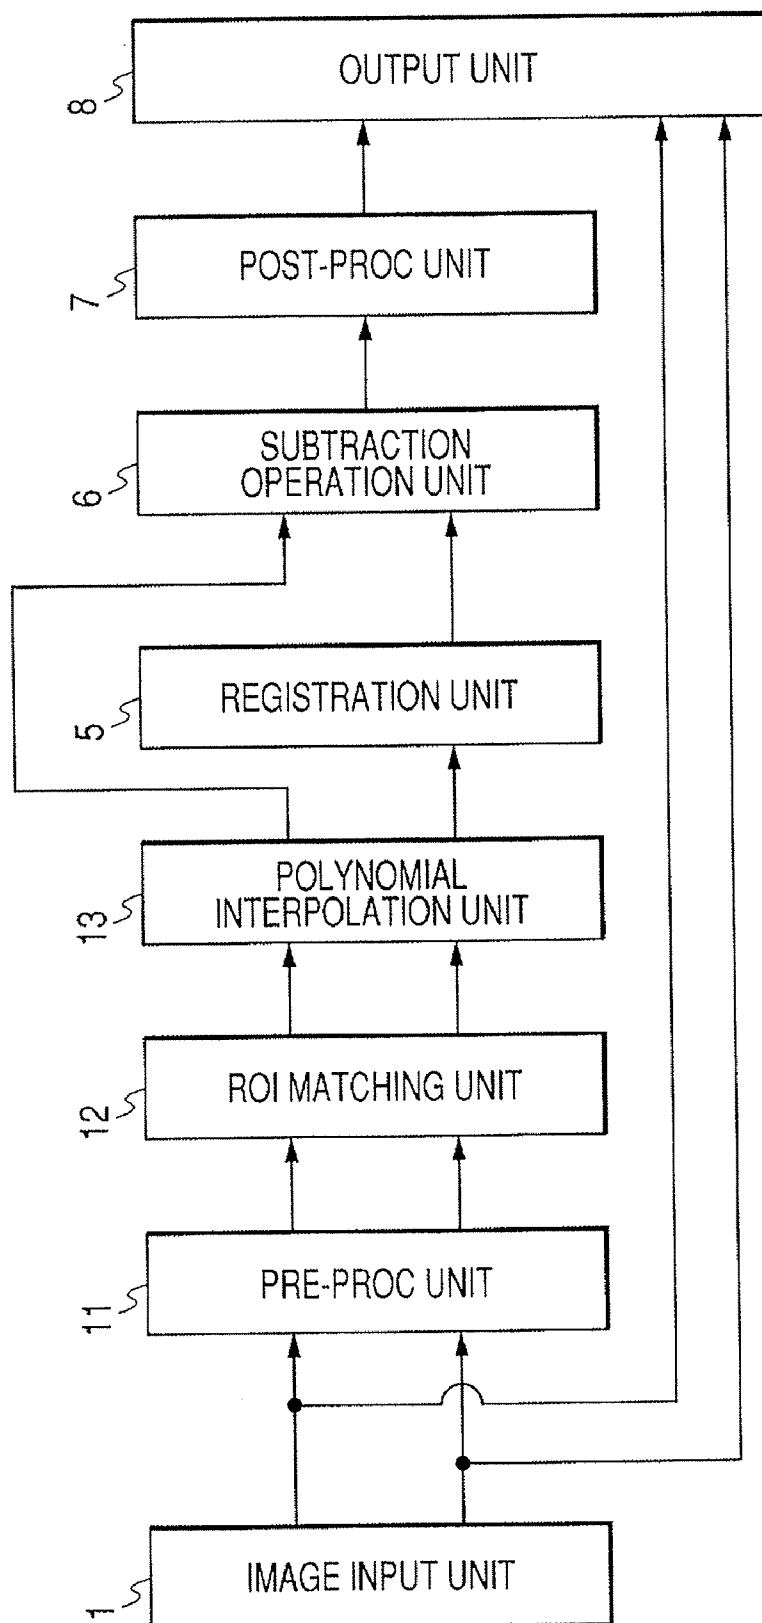 8
OUTPUT UNIT
7
POST-PROC UNIT
6
SUBTRACTION
OPERATION UNIT
5
REGISTRATION UNIT
13
POLYNOMIAL
INTERPOLATION UNIT
12
ROI MATCHING UNIT
11
PRE-PROC UNIT
1
IMAGE INPUT UNIT